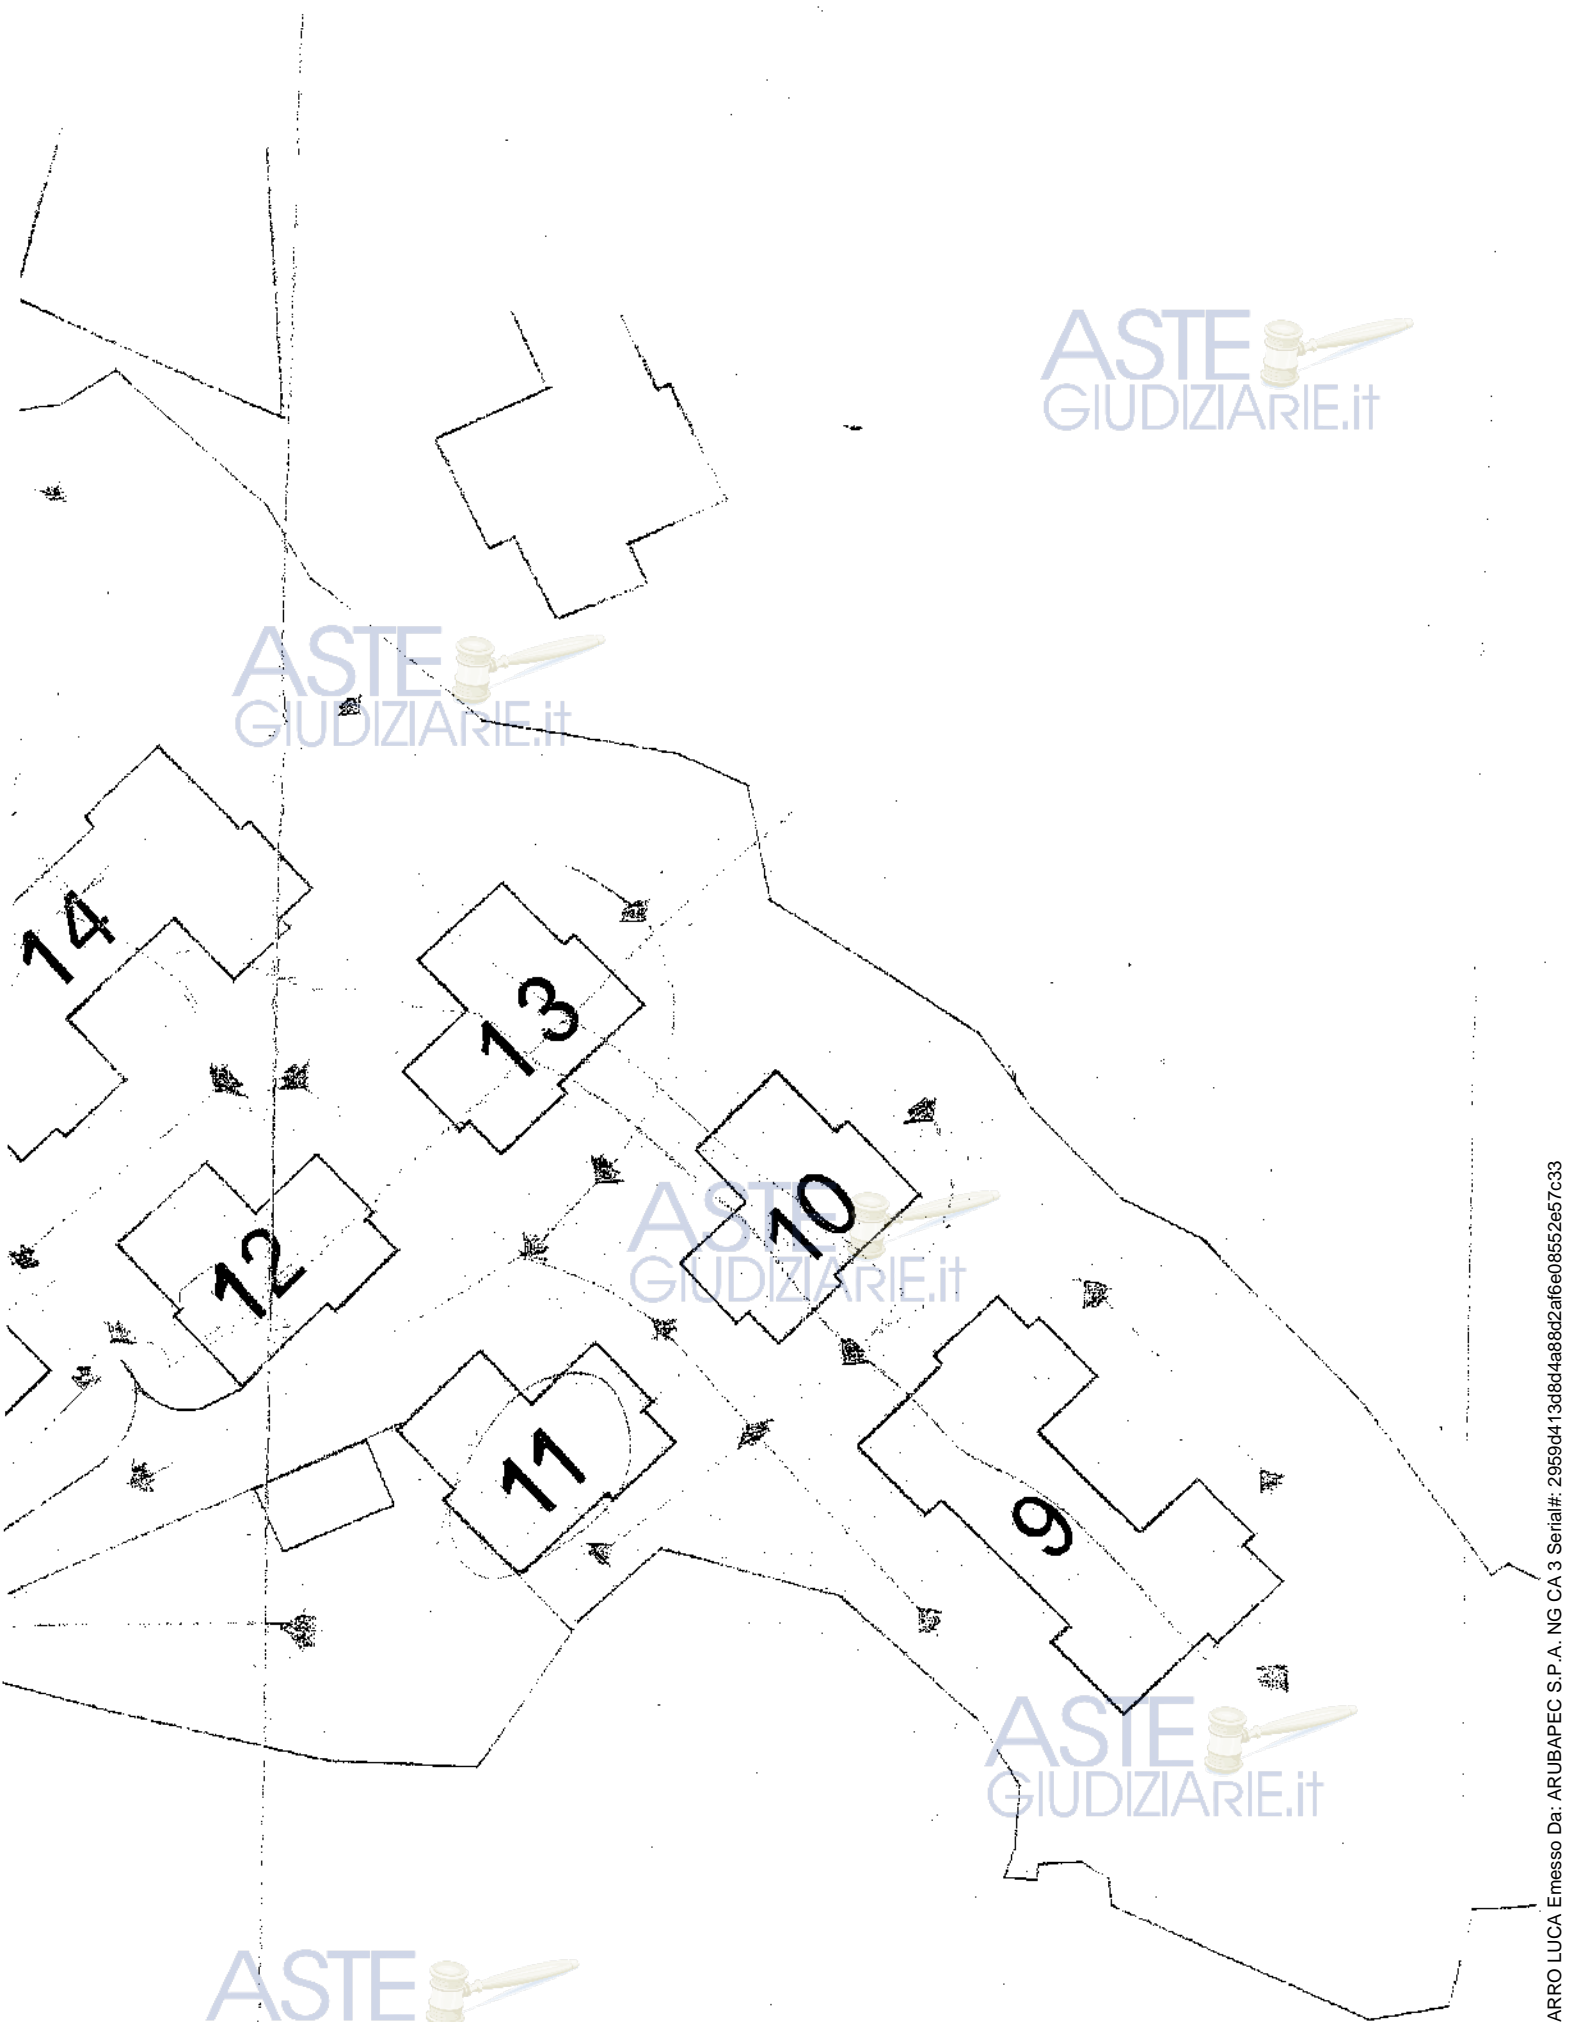 ASTE
GIUDIZIARIE.it
ASTE
GIUDIZIARIE.it
14
13
10
ASTE
GIUDIZIARIE.it
12
11
9
ASTE
GIUDIZIARIE.it
ASTE
ARRO LUCA Emesso Da: ARUBAPEC S.P.A. NG CA 3 Serial#: 2959d413d8d4a88d2af6e08552e57c33